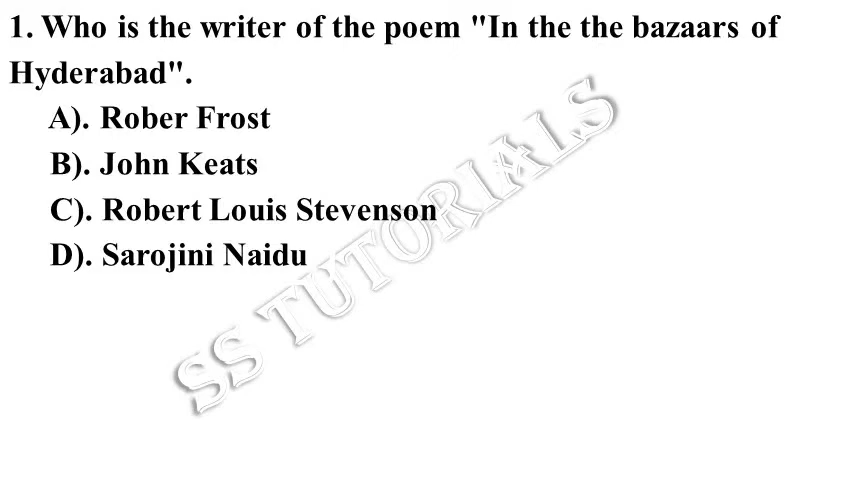 1. Who is the writer of the poem "In the the bazaars of
Hyderabad".
A). Rober Frost
B). John Keats
C). Robert Louis Stevenson
D). Sarojini Naidu
SS TUTORIALS